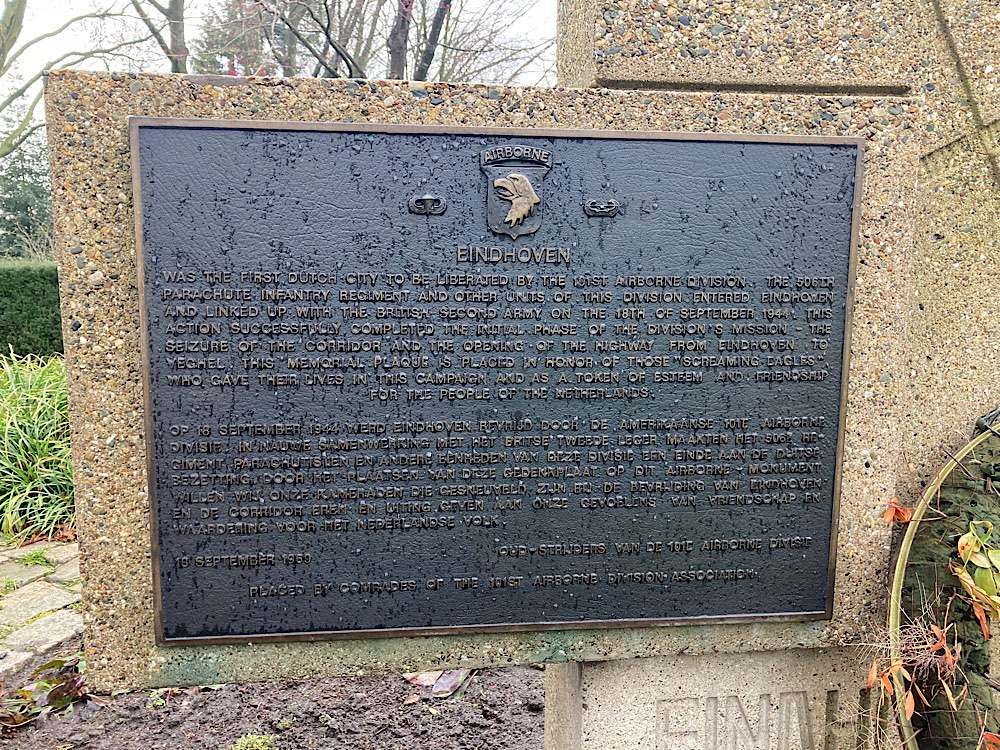 AIRBORNE
EINDHOVEN
WAS THE FIRST DUTCH CITY TO BE LIBERATED BY THE 101ST AIRBORNE DIVISION. THE 506TH
PARACHUTE INFANTRY REGIMENT AND OTHER UNITS OF THIS DIVISION ENTERED EINDHOVEN
AND LINKED UP WITH THE BRITISH SECOND ARMY ON THE 18TH OF SEPTEMBER 1944. THIS
ACTION SUCCESSFULLY COMPLETED THE INITIAL PHASE OF THE DIVISION'S MISSION - THE
SEIZURE OF THE CORRIDOR AND THE OPENING OF THE HIGHWAY FROM EINDHOVEN TO
VEGHEL. THIS MEMORIAL PLAQUE IS PLACED IN HONOR OF THOSE "SCREAMING EAGLES"
WHO GAVE THEIR LIVES IN THIS CAMPAIGN AND AS A TOKEN OF ESTEEM AND FRIENDSHIP
FOR THE PEOPLE OF THE NETHERLANDS.
OP 18 SEPTEMBER 1944 WERD EINDHOVEN BEVRIJD DOOR DE AMERIKAANSE 101E AIRBORNE
DIVISIE. IN NAUWE SAMENWERKING MET HET BRITSE TWEEDE LEGER MAAKTEN HET 506E RE-
GIMENT PARACHUTISTEN EN ANDERE EENHEDEN VAN DEZE DIVISIE EEN EINDE AAN DE DUITSE
BEZETTING. DOOR HET PLAATSEN VAN DEZE GEDENKPLAAT OP DIT AIRBORNE - MONUMENT
WILLEN WIJ ONZE KAMERADEN DIE GESNEUVELD ZIJN BIJ DE BEVRIJDING VAN EINDHOVEN
EN DE CORRIDOR EREN EN UITING GEVEN AAN ONZE GEVOELENS VAN VRIENDSCHAP EN
WAARDERING VOOR HET NEDERLANDSE VOLK.
18 SEPTEMBER 1989 OUD-STRIJDERS VAN DE 101E AIRBORNE DIVISIE
PLACED BY COMRADES OF THE 101ST AIRBORNE DIVISION ASSOCIATION.